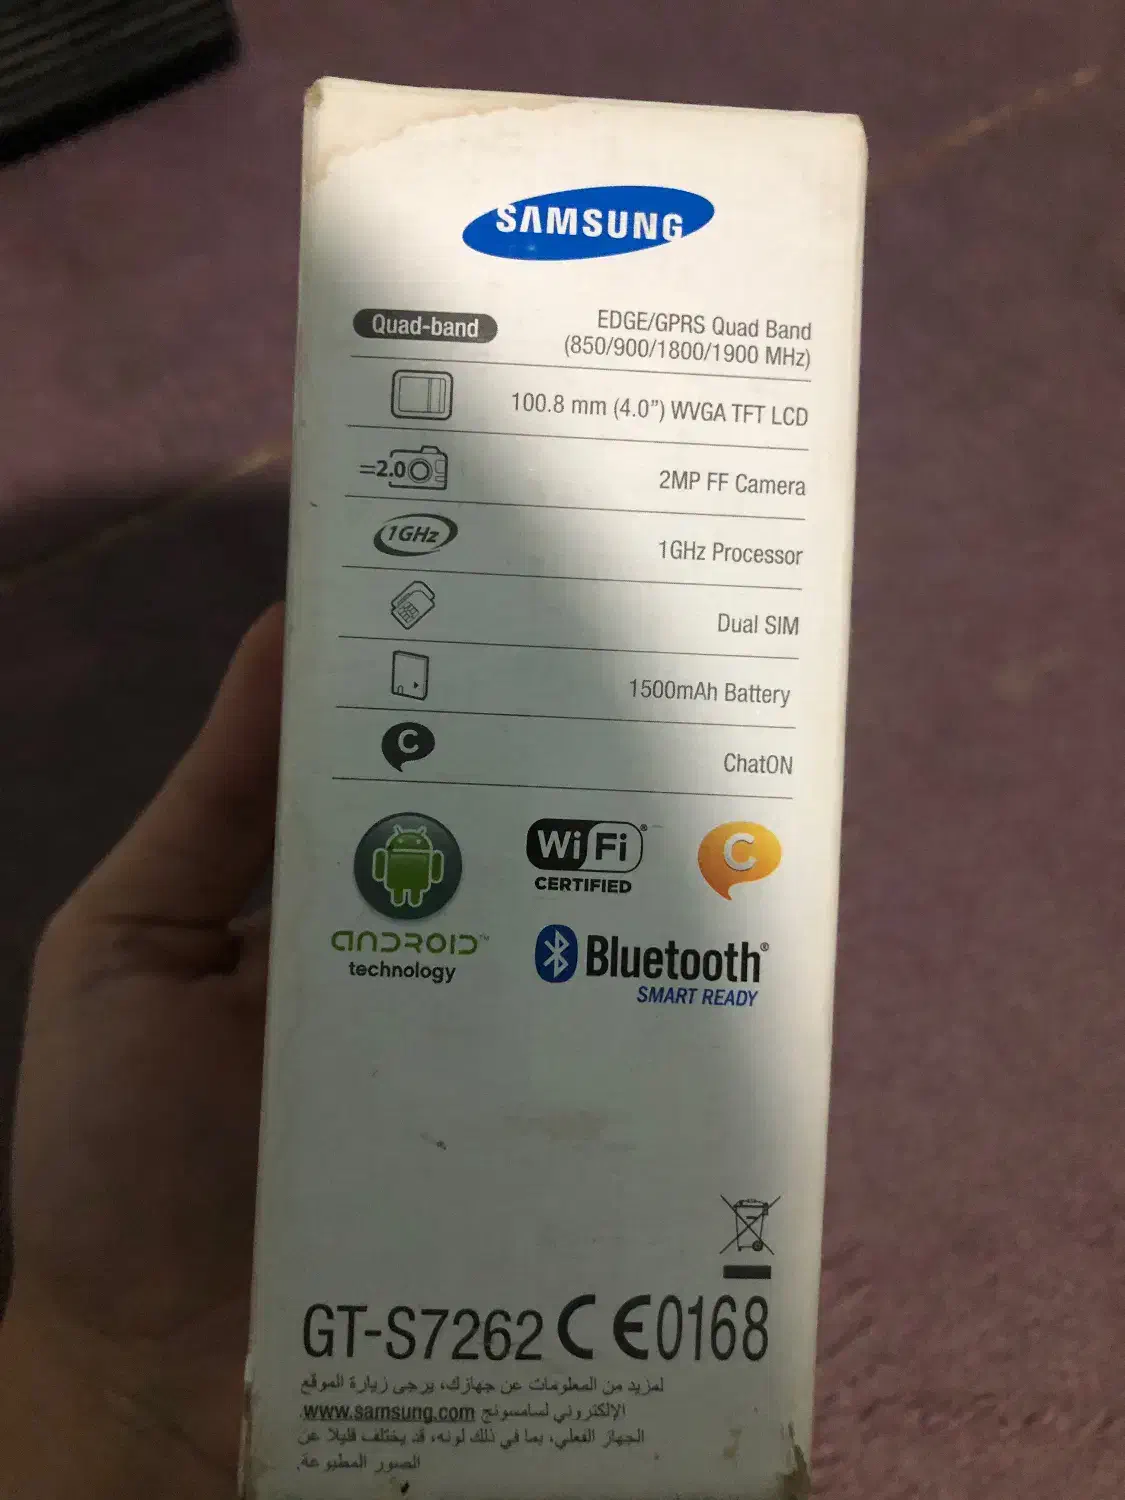 SAMSUNG
Quad-band
EDGE/GPRS Quad Band
(850/900/1800/1900 MHz)
100.8 mm (4.0") WVGA TFT LCD
=2.0
2MP FF Camera
1GHz
1GHz Processor
Dual SIM
1500mAh Battery
C
ChatON
Wi Fi®
CERTIFIED
C
ANDROID™
technology
Bluetooth®
SMART READY
GT-S7262 CE0168
لمزيد من المعلومات عن جهازك، يرجى زيارة الموقع
الإلكتروني لسامسونج www.samsung.com.
الجهاز الفعلي، بما في ذلك لونه، قد يختلف قليلا عن
الصور المطبوعة.